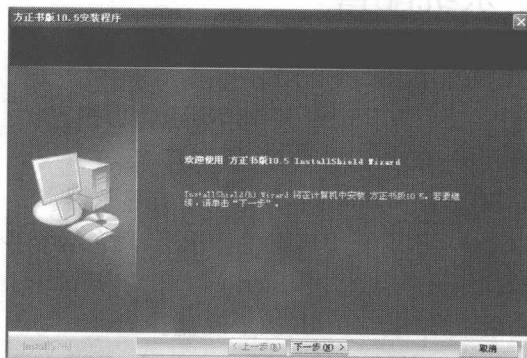 方正书版10.5安装程序
欢迎使用 方正书版10.5 InstallShield Wizard
InstallShield(R) Wizard 将在计算机中安装 方正书版10.5。若要继
续，请单击“下一步”。
InstallShield
< 上一步(B)
下一步(N) >
取消